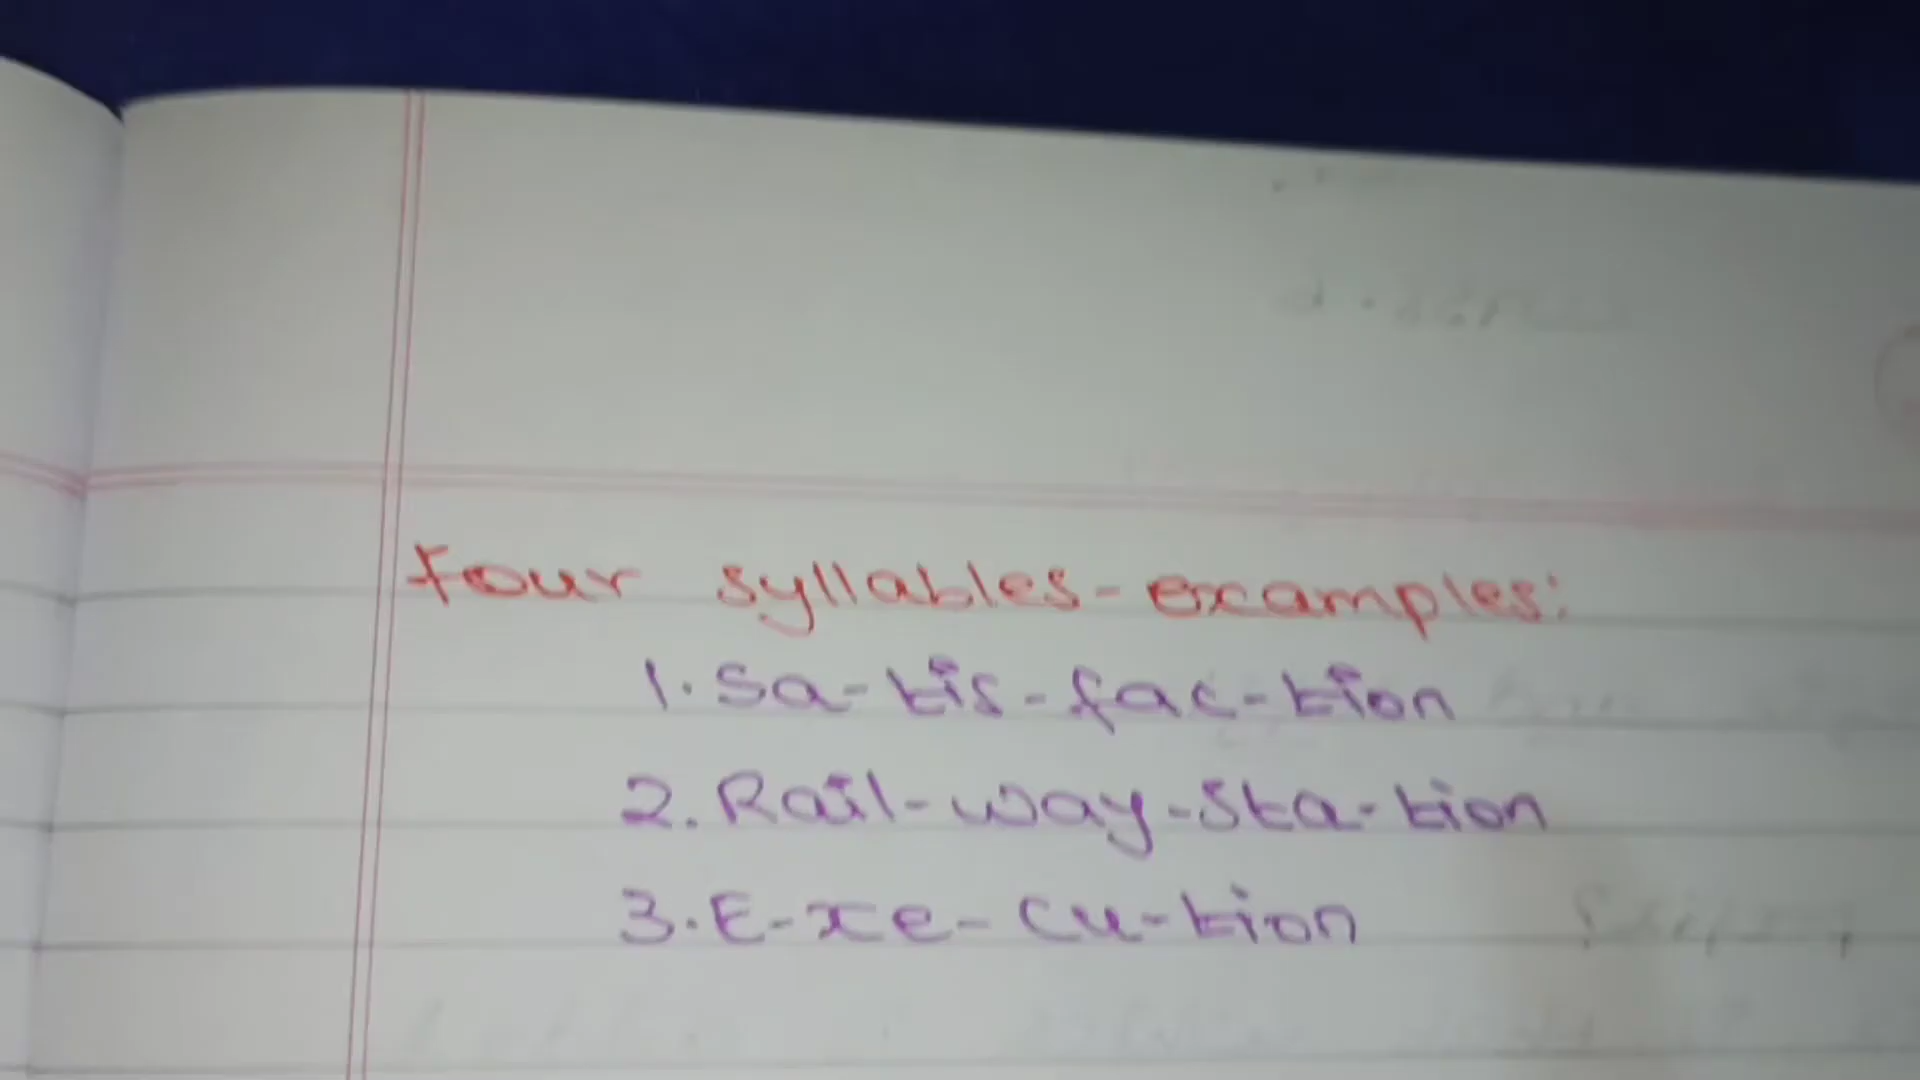 Four syllables-examples:
1. Sa-tis-fac-tion
2. Rail-way-sta-tion
3. E-xe-cu-tion